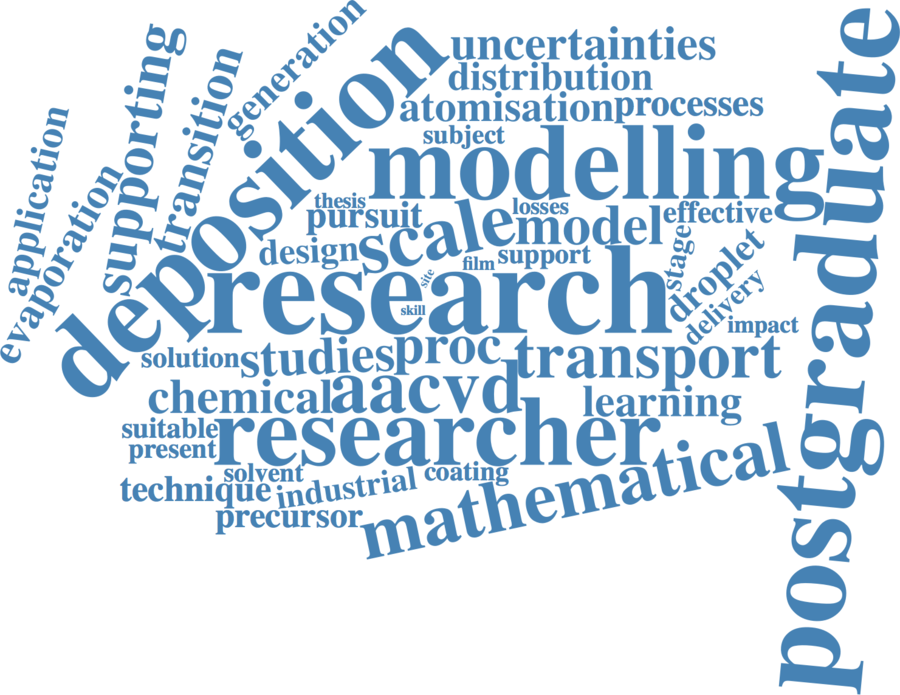 generation
uncertainties
distribution
atomisation
processes
subject
application
evaporation
supporting
transition
deposition
modelling
postgraduate
thesis
pursuit
losses
scale
model
effective
design
film
support
stage
droplet
delivery
site
skill
research
impact
solution
studies
proc
transport
chemical
aacvd
learning
suitable
present
researcher
solvent
coating
technique
industrial
precursor
mathematical